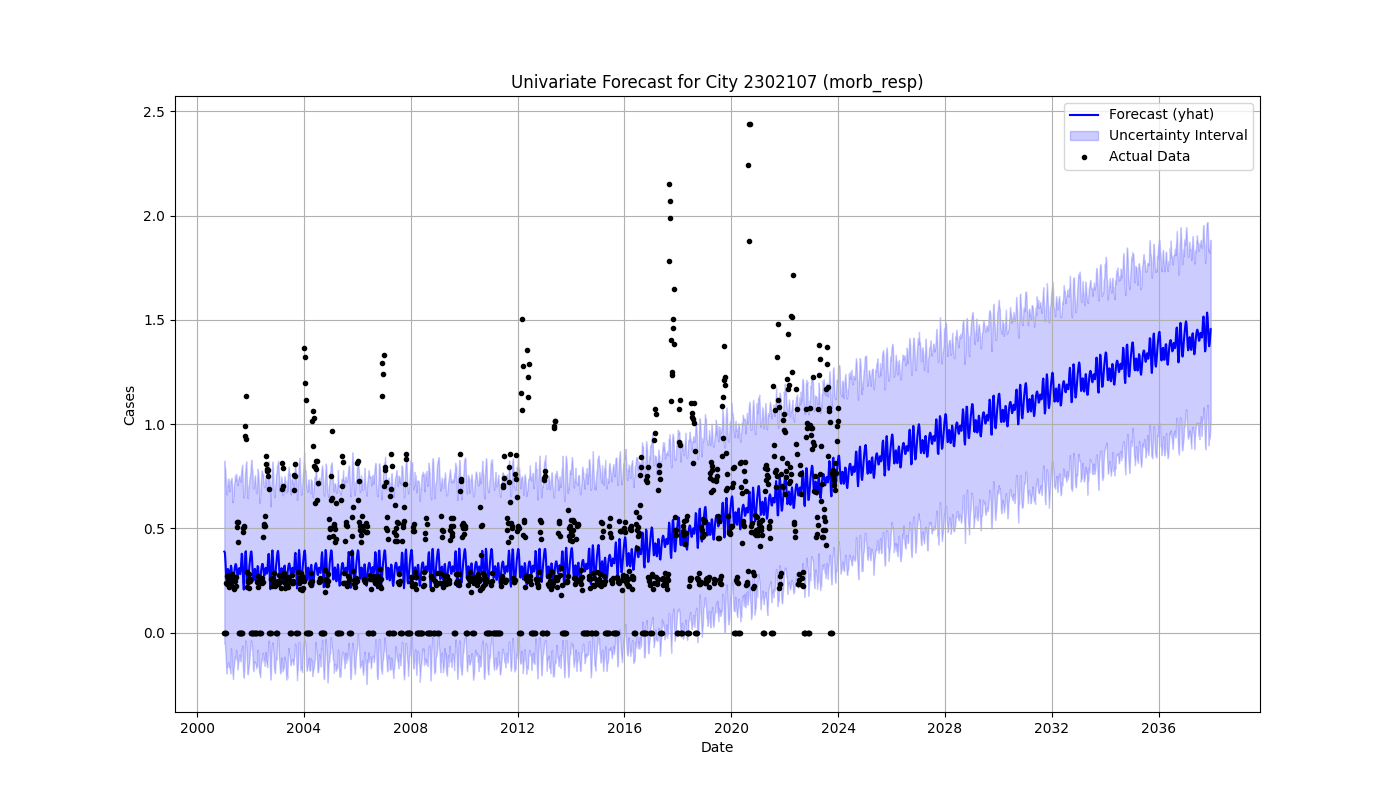 Univariate Forecast for City 2302107 (morb_resp)
Forecast (yhat)
Uncertainty Interval
Actual Data
Cases
2.5
2.0
1.5
1.0
0.5
0.0
2000 2004 2008 2012 2016 2020 2024 2028 2032 2036
Date